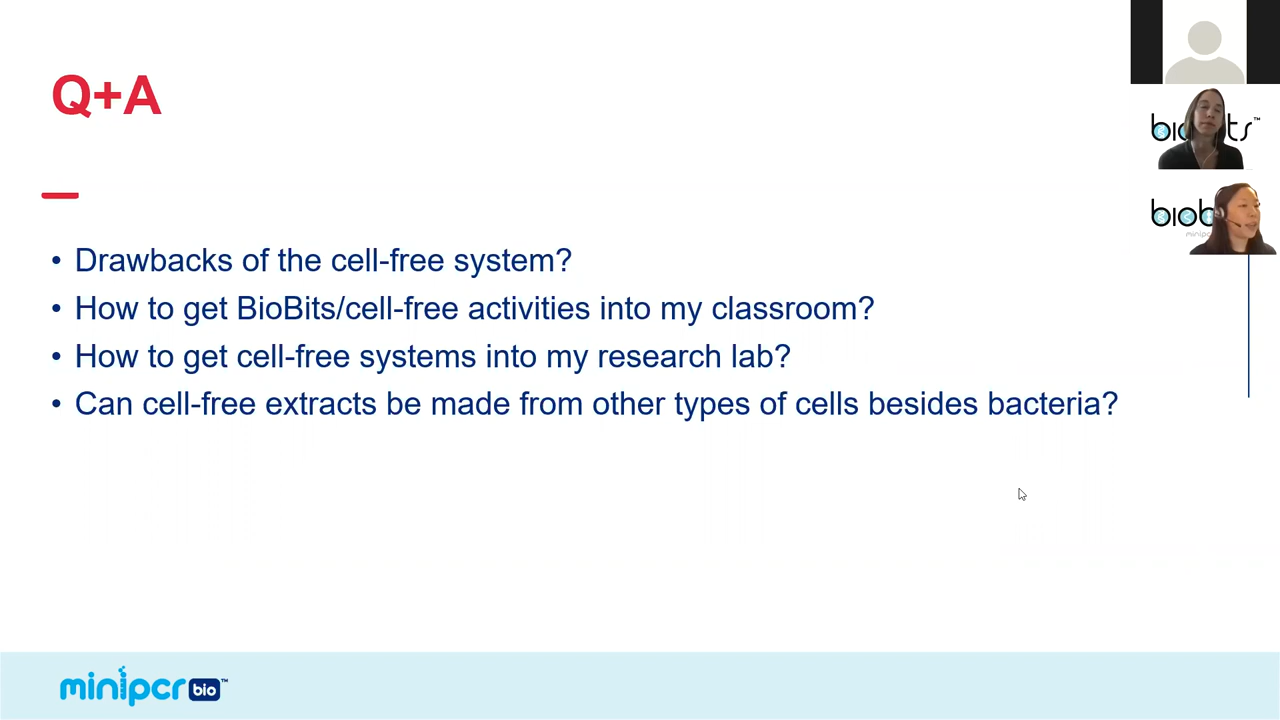 Q+A
• Drawbacks of the cell-free system?
• How to get BioBits/cell-free activities into my classroom?
• How to get cell-free systems into my research lab?
• Can cell-free extracts be made from other types of cells besides bacteria?
minipcr bio™